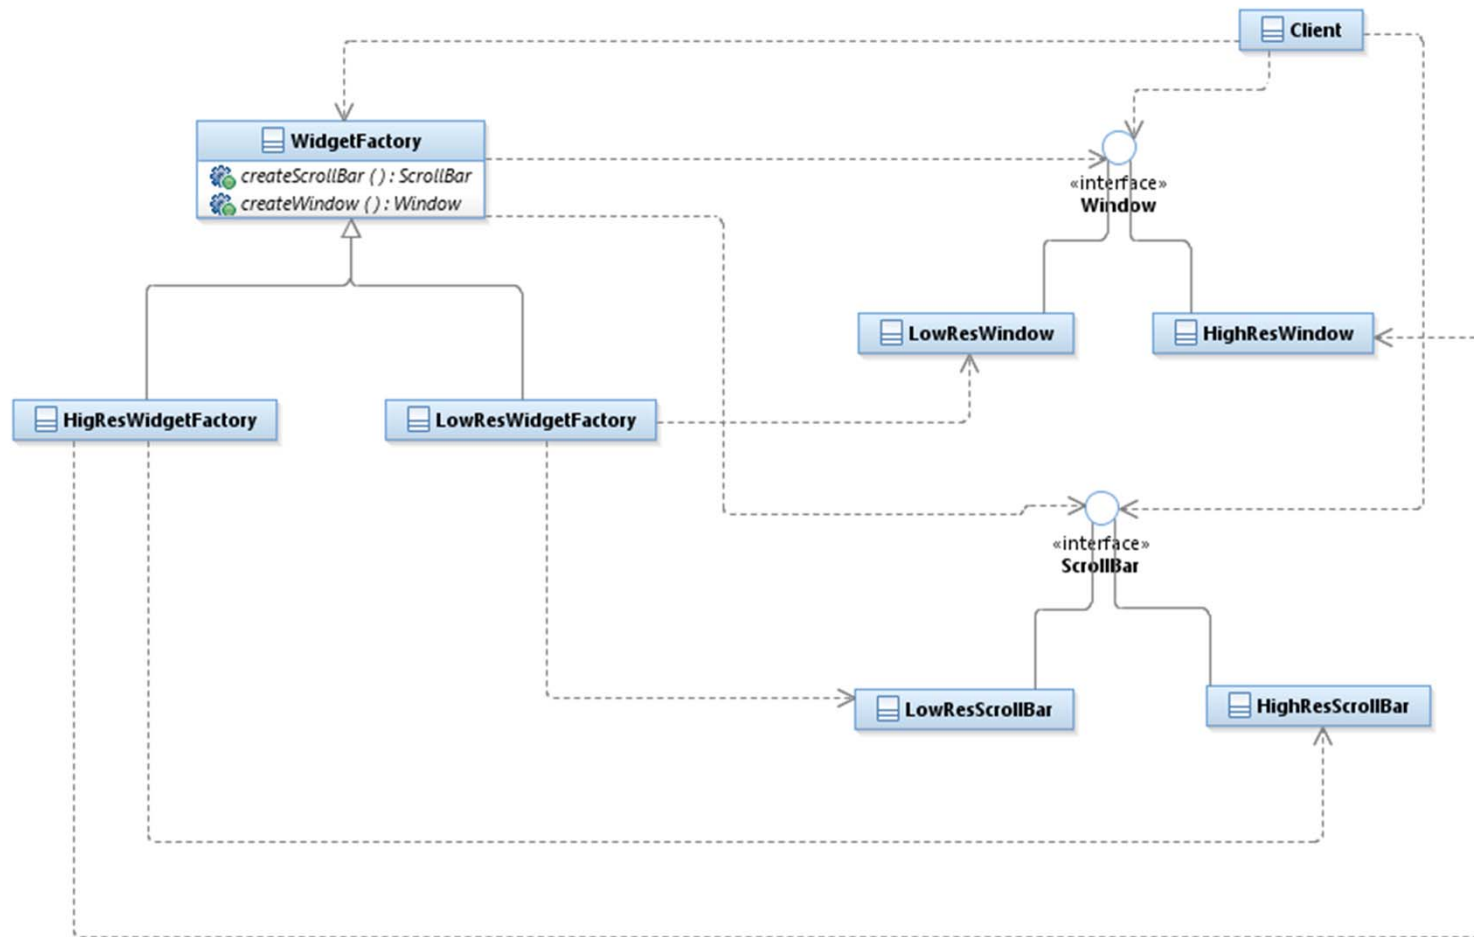 Client
WidgetFactory
createScrollBar ( ) : ScrollBar
createWindow ( ) : Window
«interface»
Window
LowResWindow
HighResWindow
HigResWidgetFactory
LowResWidgetFactory
«interface»
ScrollBar
LowResScrollBar
HighResScrollBar